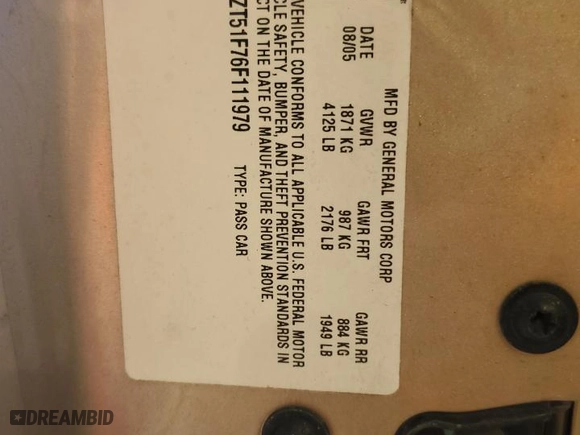 MFD BY GENERAL MOTORS CORP
DATE GVWR GAWR FRT GAWR RR
08/05 1871 KG 987 KG 884 KG
4125 LB 2176 LB 1949 LB
VEHICLE CONFORMS TO ALL APPLICABLE U.S. FEDERAL MOTOR
CLE SAFETY, BUMPER, AND THEFT PREVENTION STANDARDS IN
CT ON THE DATE OF MANUFACTURE SHOWN ABOVE.
ZT51F76F111979 TYPE: PASS CAR
DREAMBID